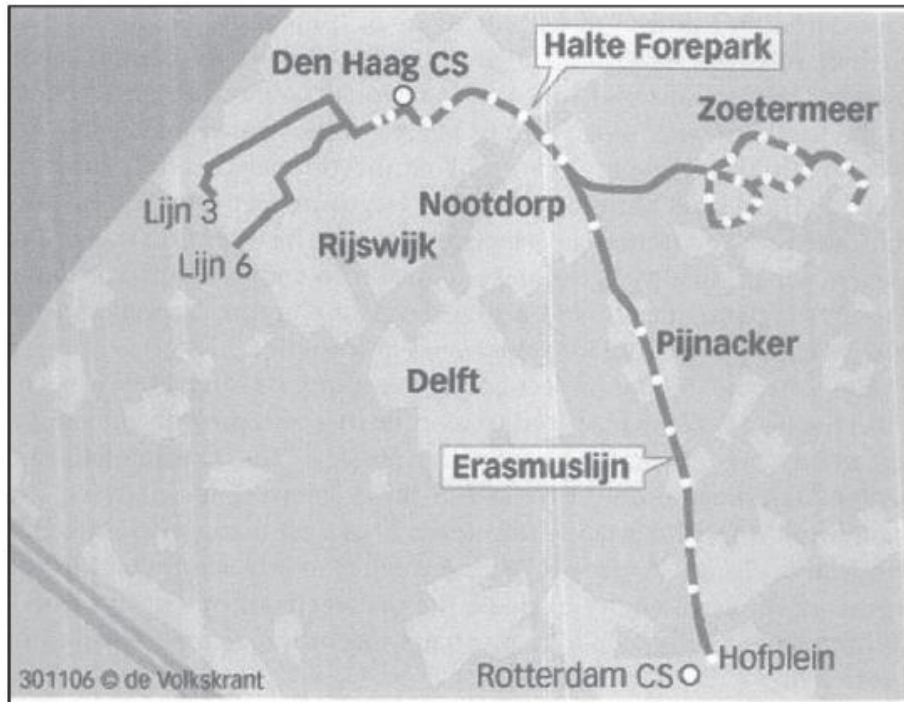 Halte Forepark
Den Haag CS
Zoetermeer
Lijn 3
Nootdorp
Rijswijk
Lijn 6
Pijnacker
Delft
Erasmuslijn
Hofplein
Rotterdam CS
301106 © de Volkskrant